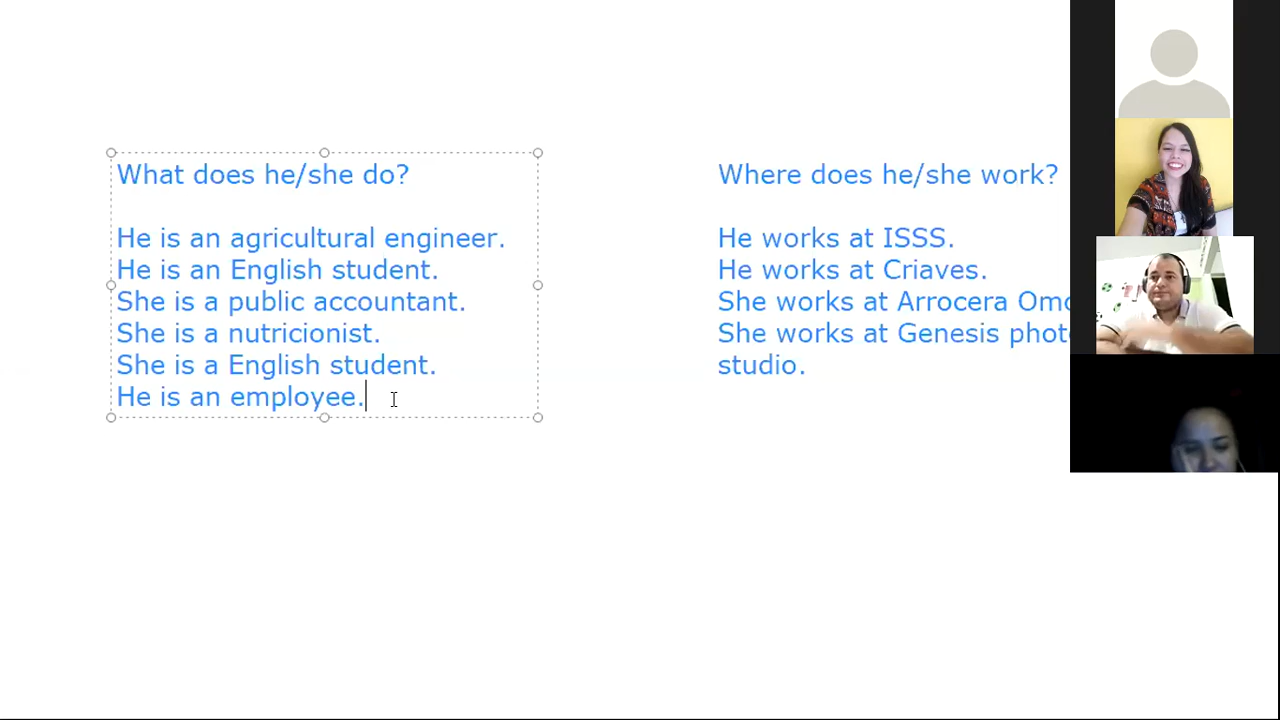 What does he/she do?
He is an agricultural engineer.
He is an English student.
She is a public accountant.
She is a nutricionist.
She is a English student.
He is an employee.
Where does he/she work?
He works at ISSS.
He works at Criaves.
She works at Arrocera
She works at Genesis
studio.